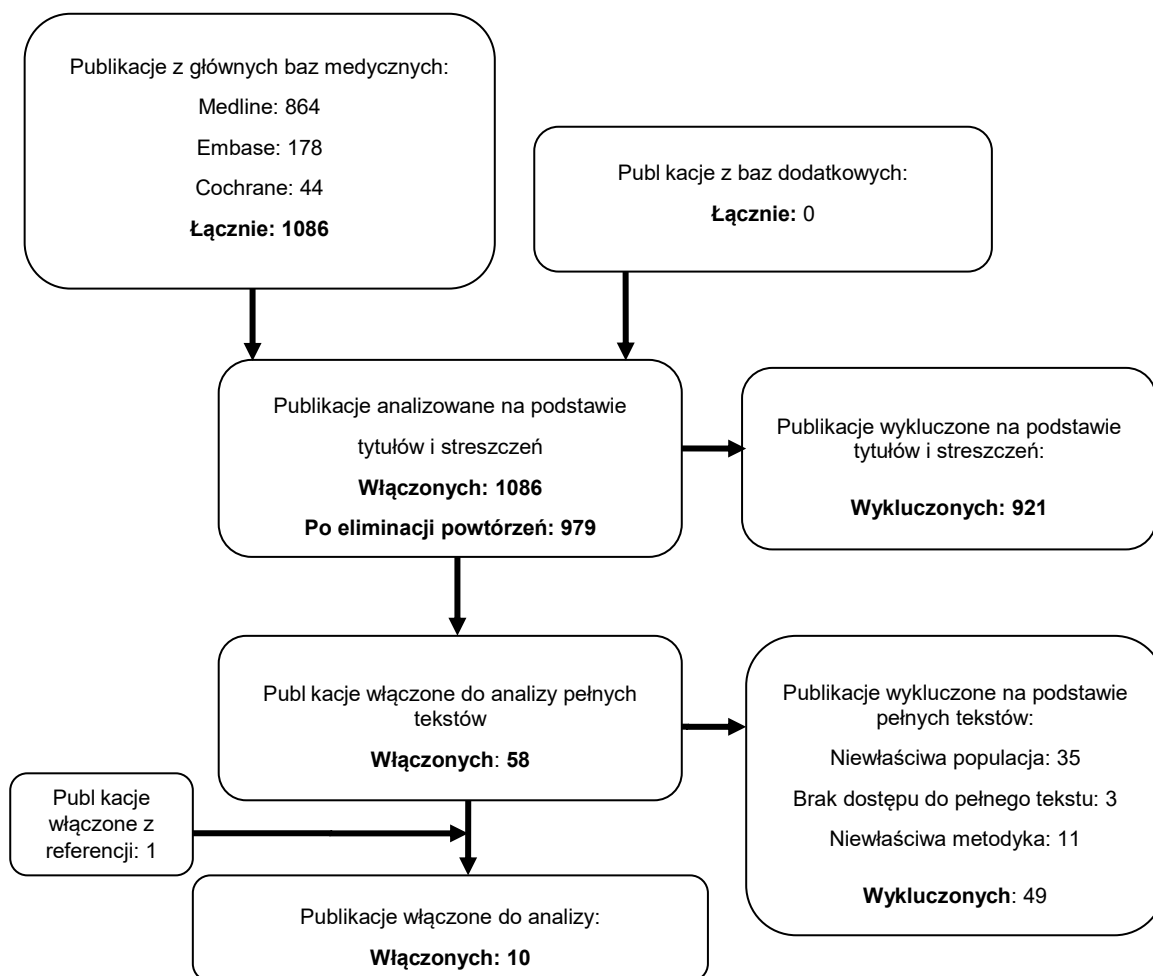 Publikacje z głównych baz medycznych:
Medline: 864
Embase: 178
Cochrane: 44
Łącznie: 1086
Publ kacje z baz dodatkowych:
Łącznie: 0
Publikacje analizowane na podstawie
tytułów i streszczeń
Włączonych: 1086
Po eliminacji powtórzeń: 979
Publikacje wykluczone na podstawie
tytułów i streszczeń:
Wykluczonych: 921
Publ kacje włączone do analizy pełnych
tekstów
Włączonych: 58
Publikacje wykluczone na podstawie
pełnych tekstów:
Niewłaściwa populacja: 35
Brak dostępu do pełnego tekstu: 3
Niewłaściwa metodyka: 11
Wykluczonych: 49
Publ kacje
włączone z
referencji: 1
Publikacje włączone do analizy:
Włączonych: 10